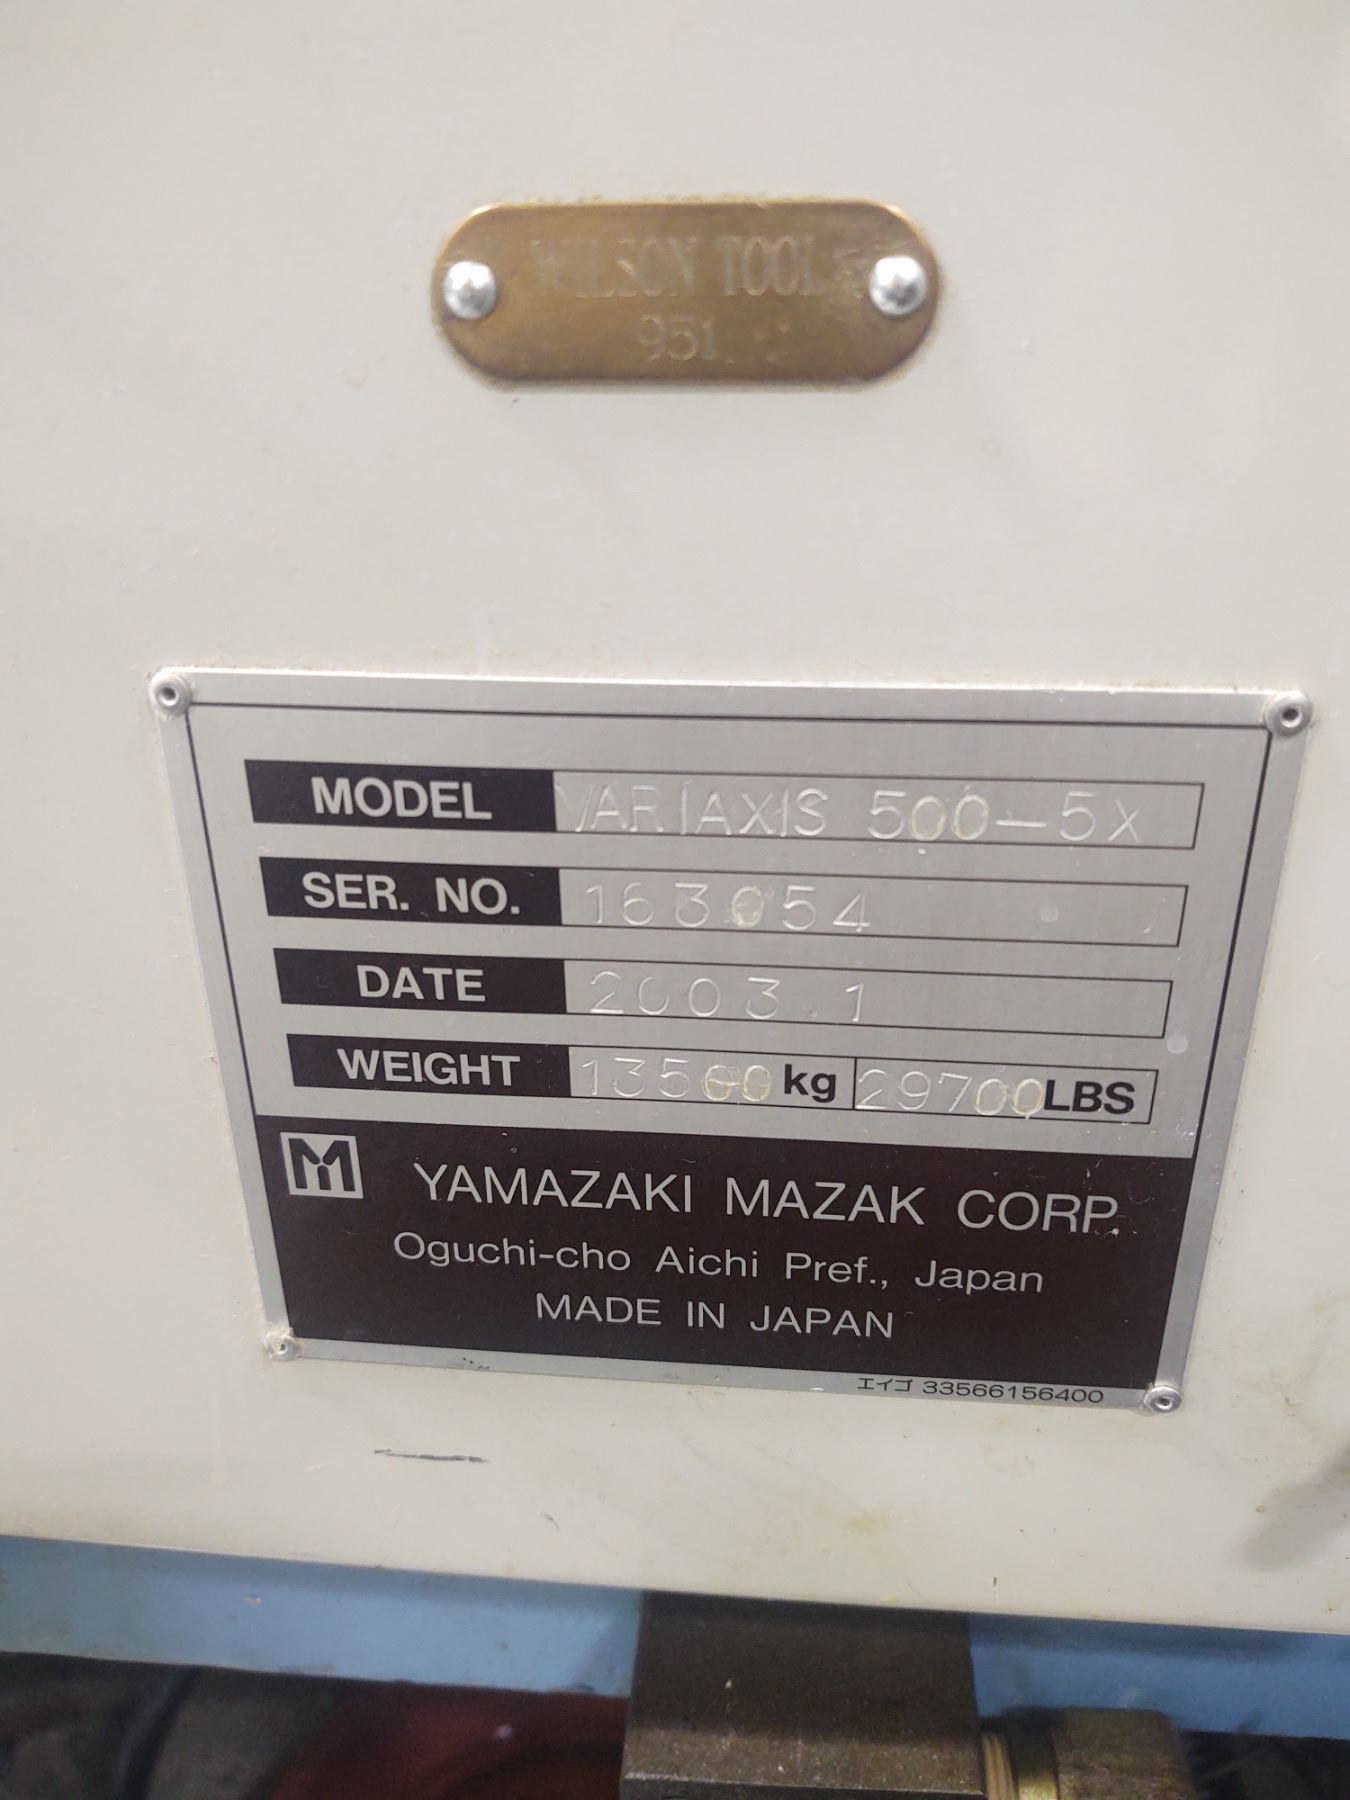 WILSON TOOL
951
MODEL VARIAXIS 500-5X
SER. NO. 163054
DATE 2003.1
WEIGHT 13500 kg 29700 LBS
M YAMAZAKI MAZAK CORP.
Oguchi-cho Aichi Pref., Japan
MADE IN JAPAN
エイゴ 33566156400